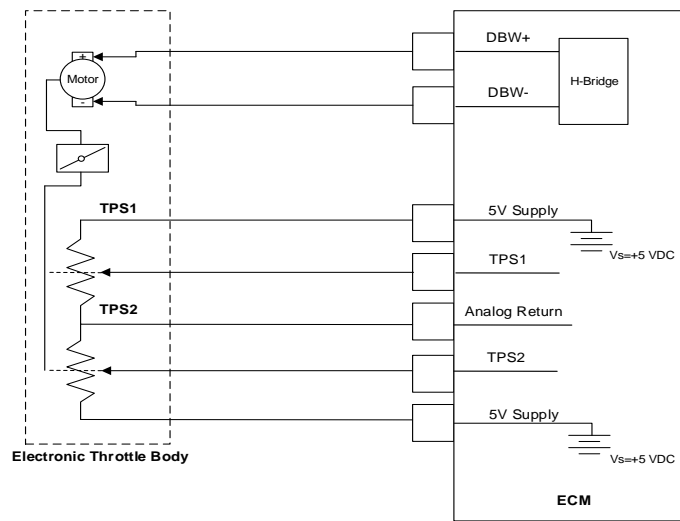 DBW+
+
Motor
-
H-Bridge
DBW-
TPS1
5V Supply
Vs=+5 VDC
TPS1
TPS2
Analog Return
TPS2
5V Supply
Vs=+5 VDC
Electronic Throttle Body
ECM